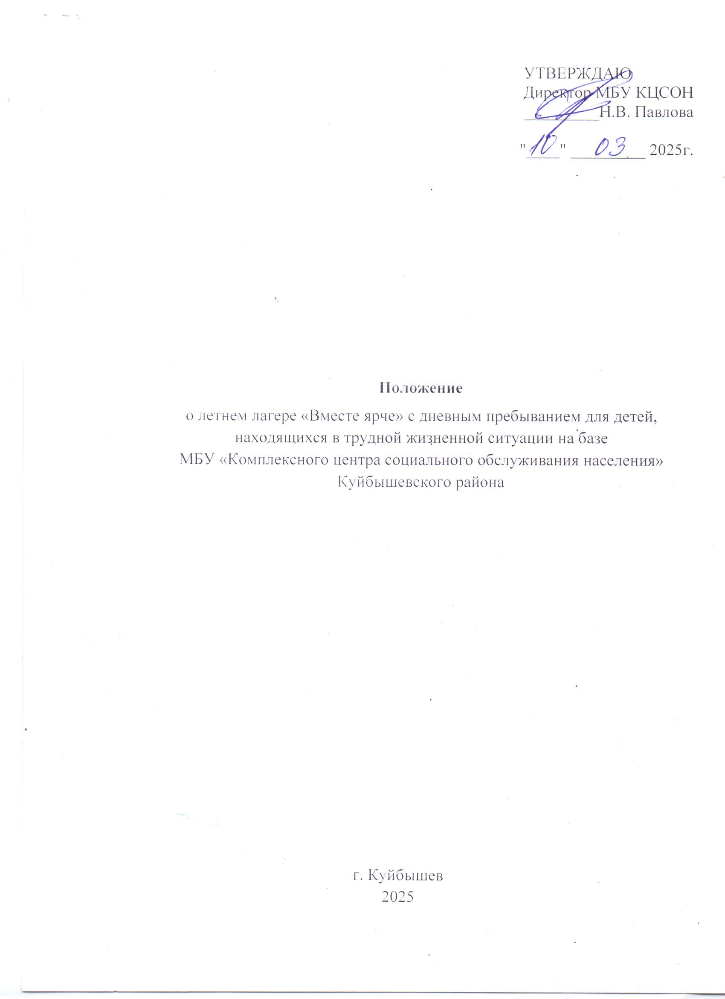 УТВЕРЖДАЮ
Директор МБУ КЦСОН
_________Н.В. Павлова
"10" 03. 2025г.
Положение
о летнем лагере «Вместе ярче» с дневным пребыванием для детей,
находящихся в трудной жизненной ситуации на базе
МБУ «Комплексного центра социального обслуживания населения»
Куйбышевского района
г. Куйбышев
2025